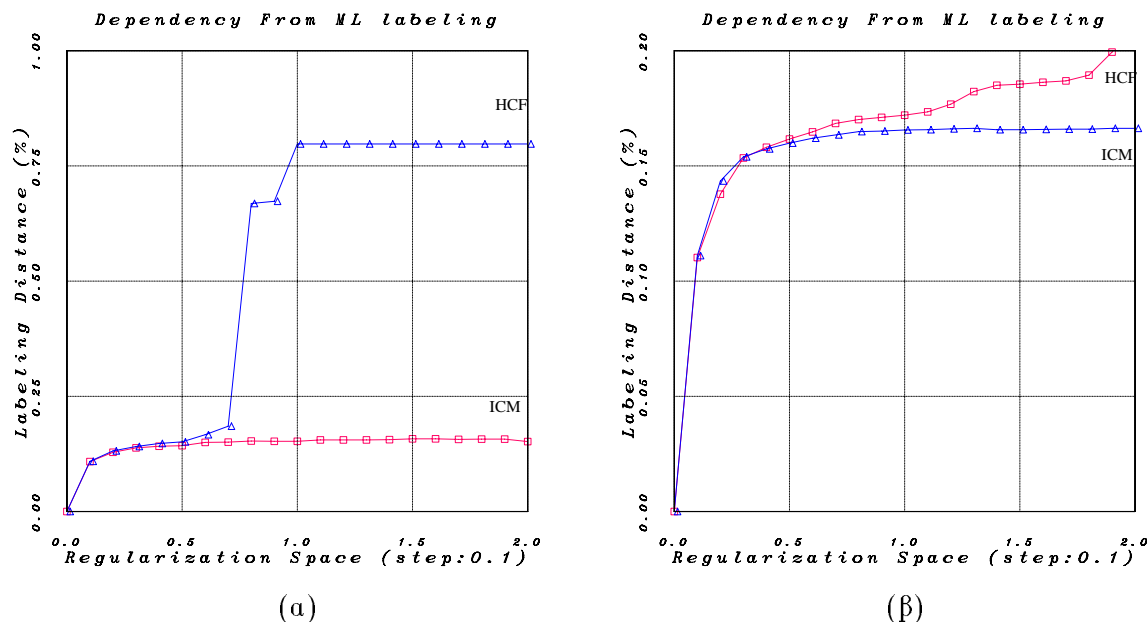 Dependency From ML labeling
1.00
0.75
0.50
0.25
0.00
Labeling Distance (%)
HCF
ICM
0.0 0.5 1.0 1.5 2.0
Regularization Space (step:0.1)
(α)
Dependency From ML labeling
0.20
0.15
0.10
0.05
0.00
Labeling Distance (%)
HCF
ICM
0.0 0.5 1.0 1.5 2.0
Regularization Space (step:0.1)
(β)